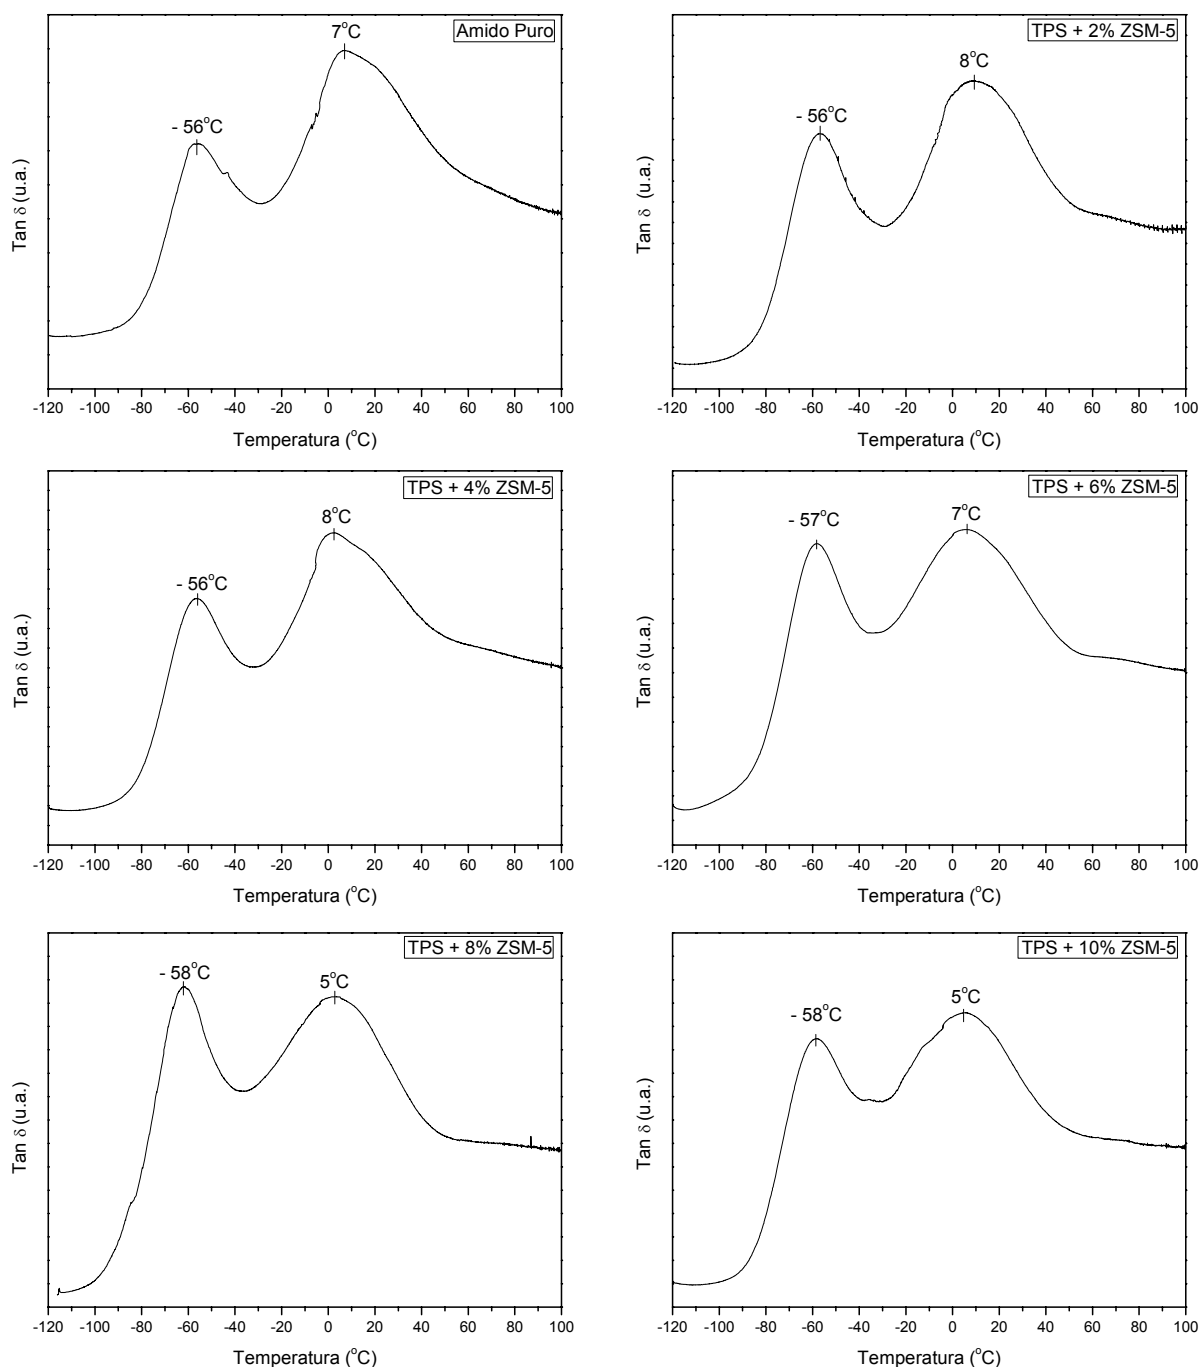 Amido Puro
7°C
- 56°C
Tan δ (u.a.)
-120 -100 -80 -60 -40 -20 0 20 40 60 80 100
Temperatura (°C)
TPS + 2% ZSM-5
8°C
- 56°C
Tan δ (u.a.)
-120 -100 -80 -60 -40 -20 0 20 40 60 80 100
Temperatura (°C)
TPS + 4% ZSM-5
8°C
- 56°C
Tan δ (u.a.)
-120 -100 -80 -60 -40 -20 0 20 40 60 80 100
Temperatura (°C)
TPS + 6% ZSM-5
- 57°C
7°C
Tan δ (u.a.)
-120 -100 -80 -60 -40 -20 0 20 40 60 80 100
Temperatura (°C)
TPS + 8% ZSM-5
- 58°C
5°C
Tan δ (u.a.)
-120 -100 -80 -60 -40 -20 0 20 40 60 80 100
Temperatura (°C)
TPS + 10% ZSM-5
5°C
- 58°C
Tan δ (u.a.)
-120 -100 -80 -60 -40 -20 0 20 40 60 80 100
Temperatura (°C)